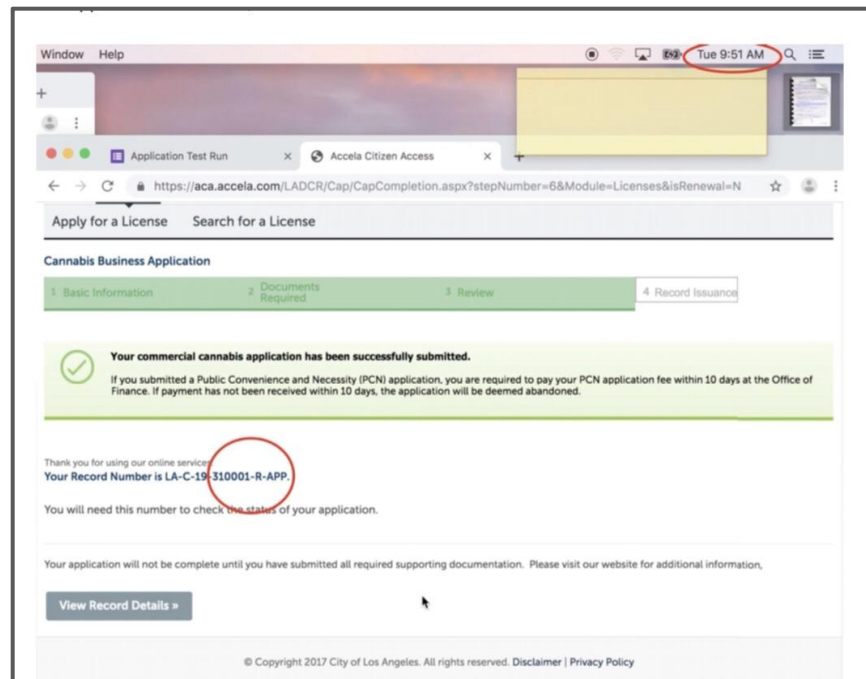 Window Help Tue 9:51 AM
Application Test Run Accela Citizen Access
https://aca.accela.com/LADCR/Cap/CapCompletion.aspx?stepNumber=6&Module=Licenses&isRenewal=N
Apply for a License Search for a License
Cannabis Business Application
1 Basic Information 2 Documents Required 3 Review 4 Record Issuance
Your commercial cannabis application has been successfully submitted.
If you submitted a Public Convenience and Necessity (PCN) application, you are required to pay your PCN application fee within 10 days at the Office of
Finance. If payment has not been received within 10 days, the application will be deemed abandoned.
Thank you for using our online services.
Your Record Number is LA-C-19-310001-R-APP.
You will need this number to check the status of your application.
Your application will not be complete until you have submitted all required supporting documentation. Please visit our website for additional information,
View Record Details »
© Copyright 2017 City of Los Angeles. All rights reserved. Disclaimer | Privacy Policy